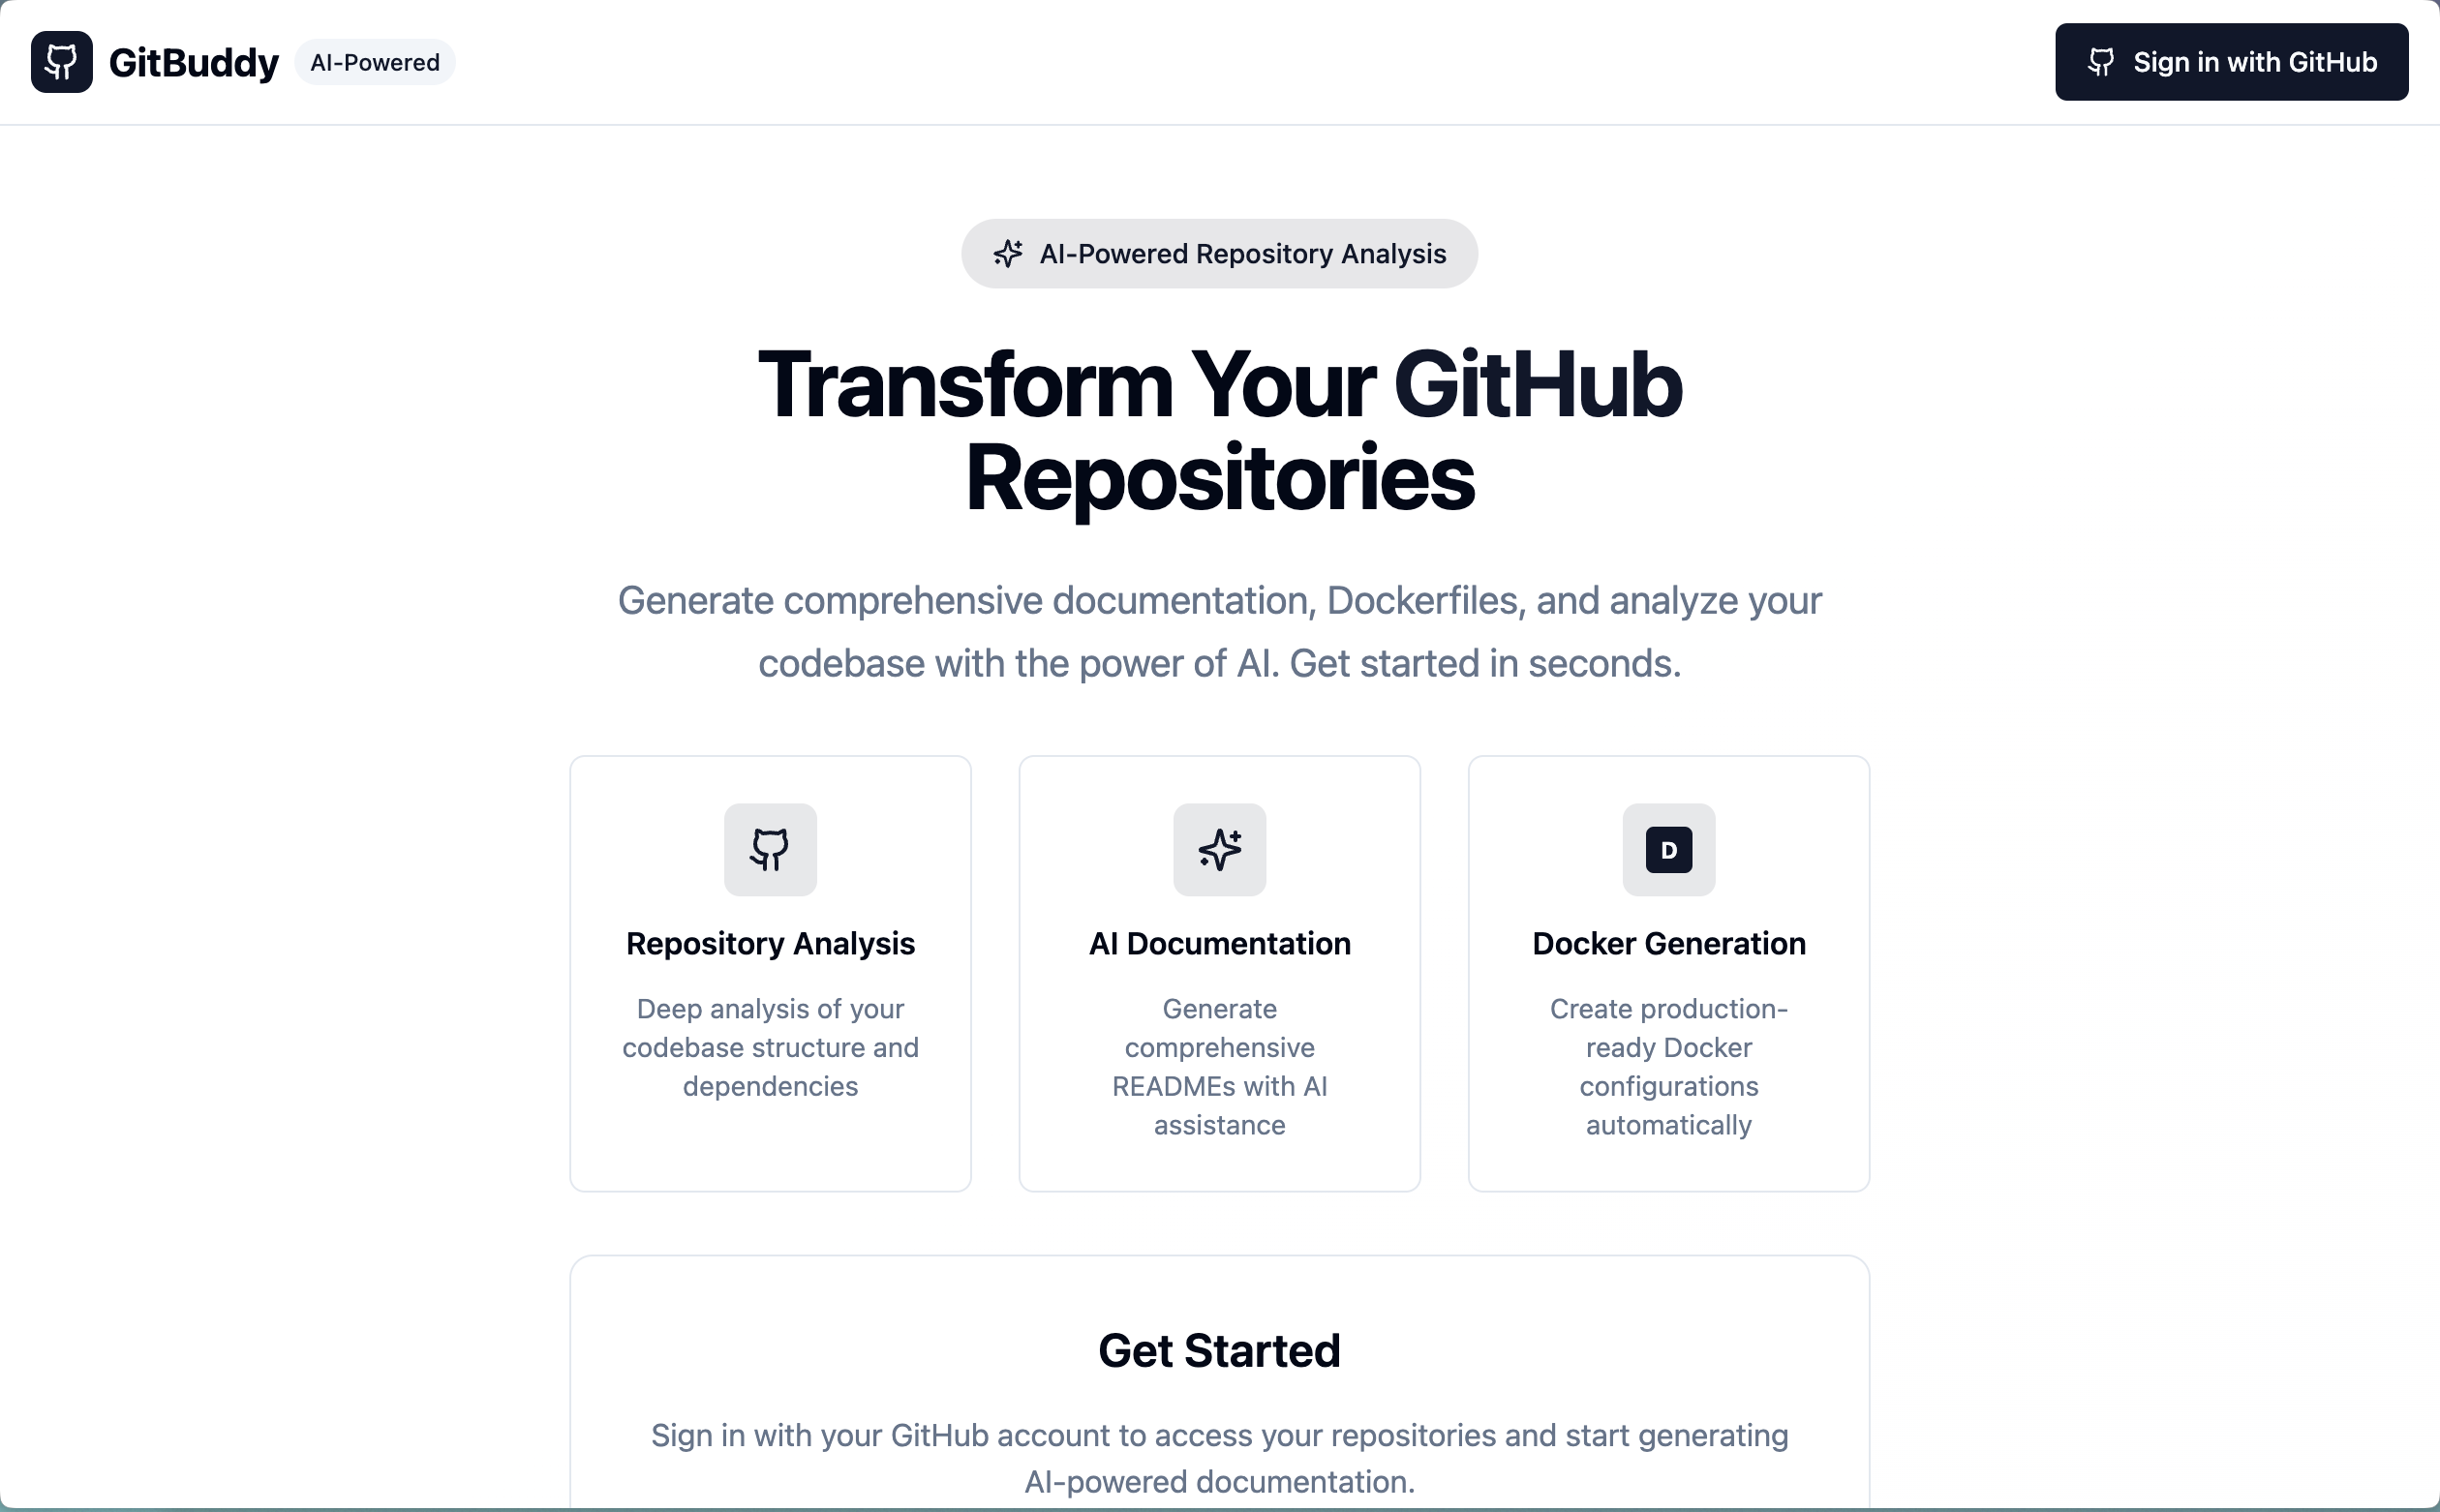 GitBuddy
AI-Powered
Sign in with GitHub
AI-Powered Repository Analysis
Transform Your GitHub
Repositories
Generate comprehensive documentation, Dockerfiles, and analyze your
codebase with the power of AI. Get started in seconds.
Repository Analysis
Deep analysis of your
codebase structure and
dependencies
AI Documentation
Generate
comprehensive
READMEs with AI
assistance
D
Docker Generation
Create production-
ready Docker
configurations
automatically
Get Started
Sign in with your GitHub account to access your repositories and start generating
AI-powered documentation.